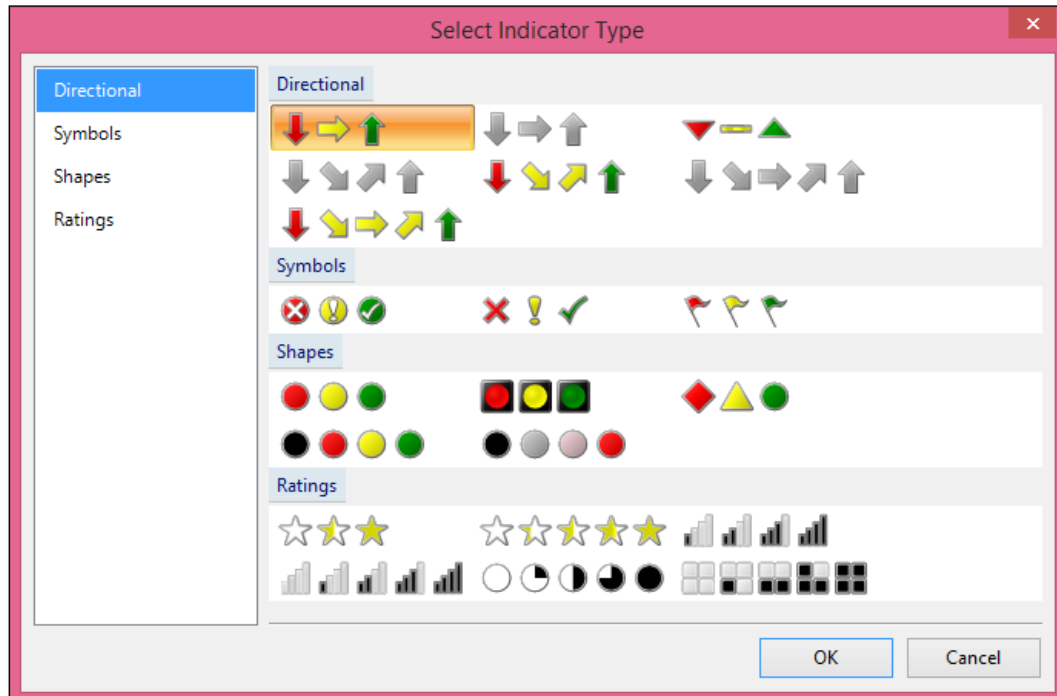 Select Indicator Type
Directional
Symbols
Shapes
Ratings
Directional
Symbols
Shapes
Ratings
OK
Cancel